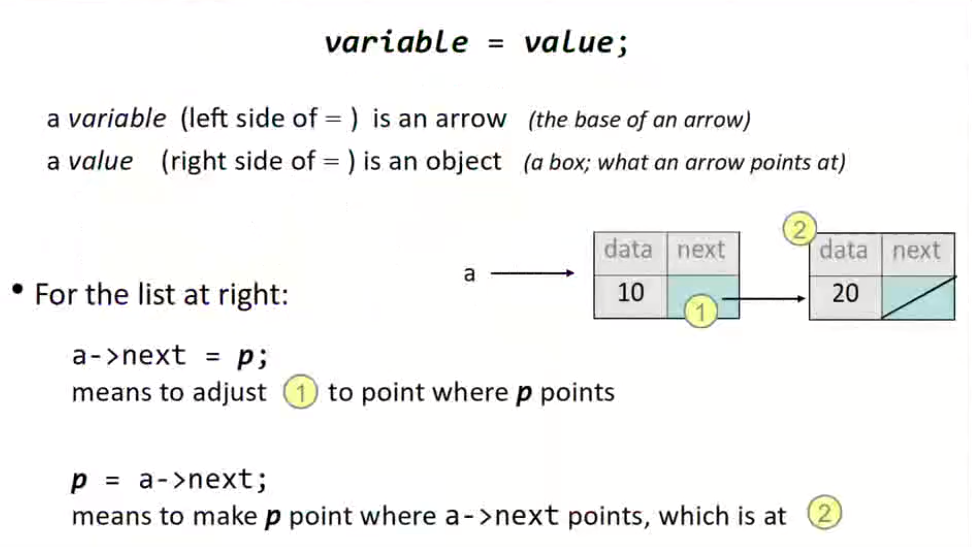 variable = value;
a variable (left side of = ) is an arrow (the base of an arrow)
a value (right side of = ) is an object (a box; what an arrow points at)
2
data next data next
a
10 20
1
• For the list at right:
a->next = p;
means to adjust 1 to point where p points
p = a->next;
means to make p point where a->next points, which is at 2